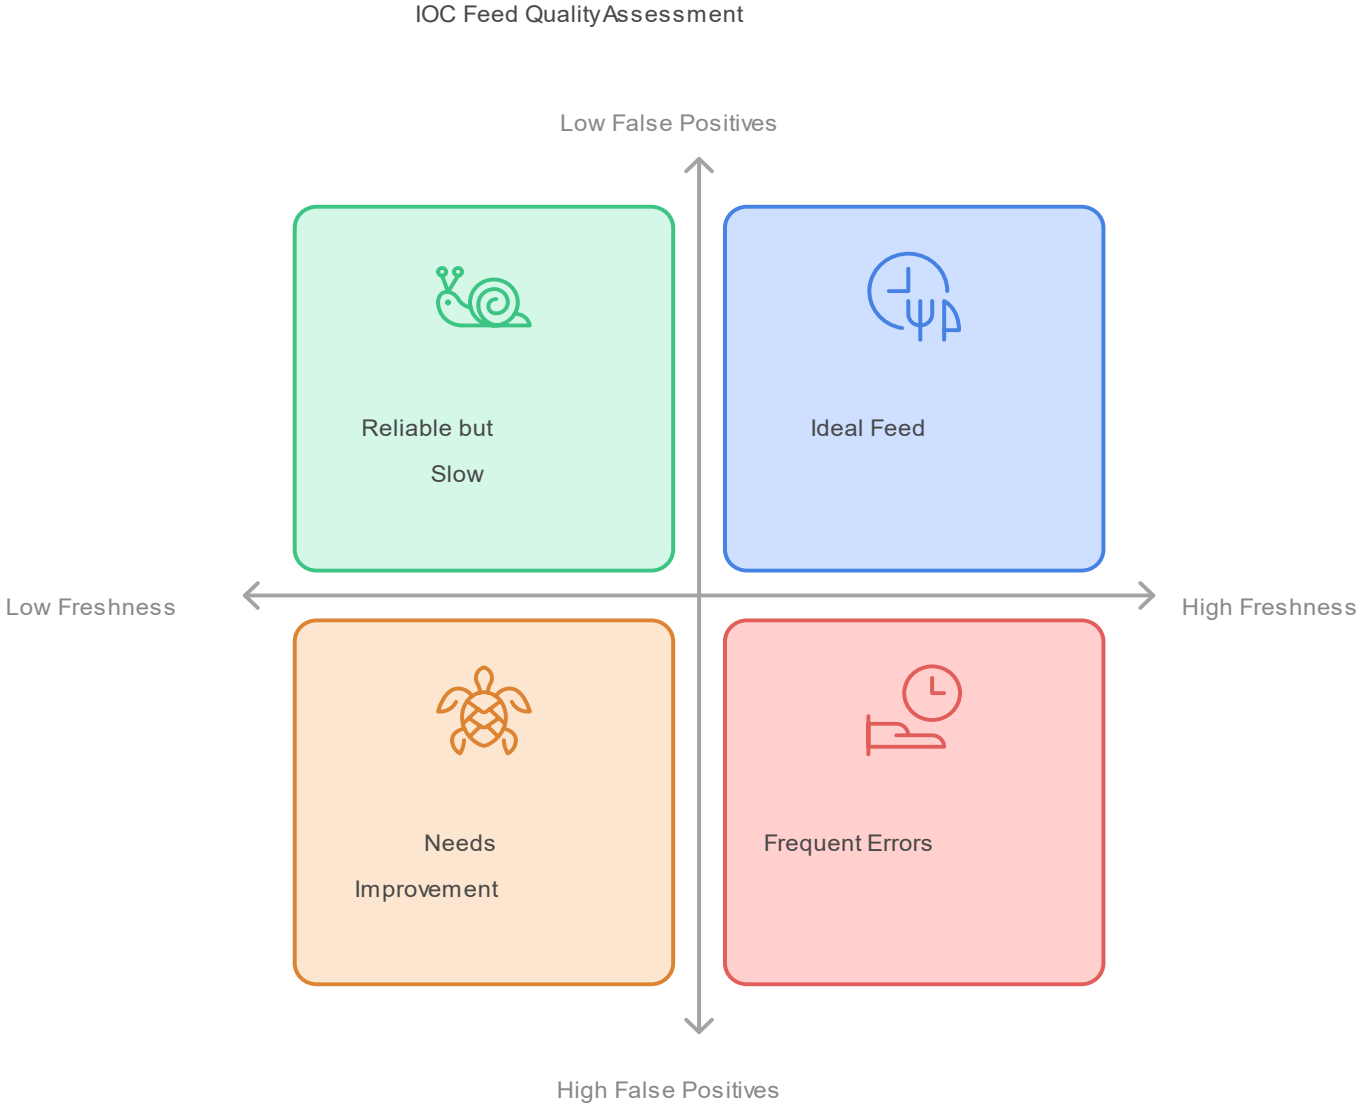 IOC Feed Quality Assessment
Low False Positives
Reliable but
Slow
Ideal Feed
Low Freshness
High Freshness
Needs
Improvement
Frequent Errors
High False Positives